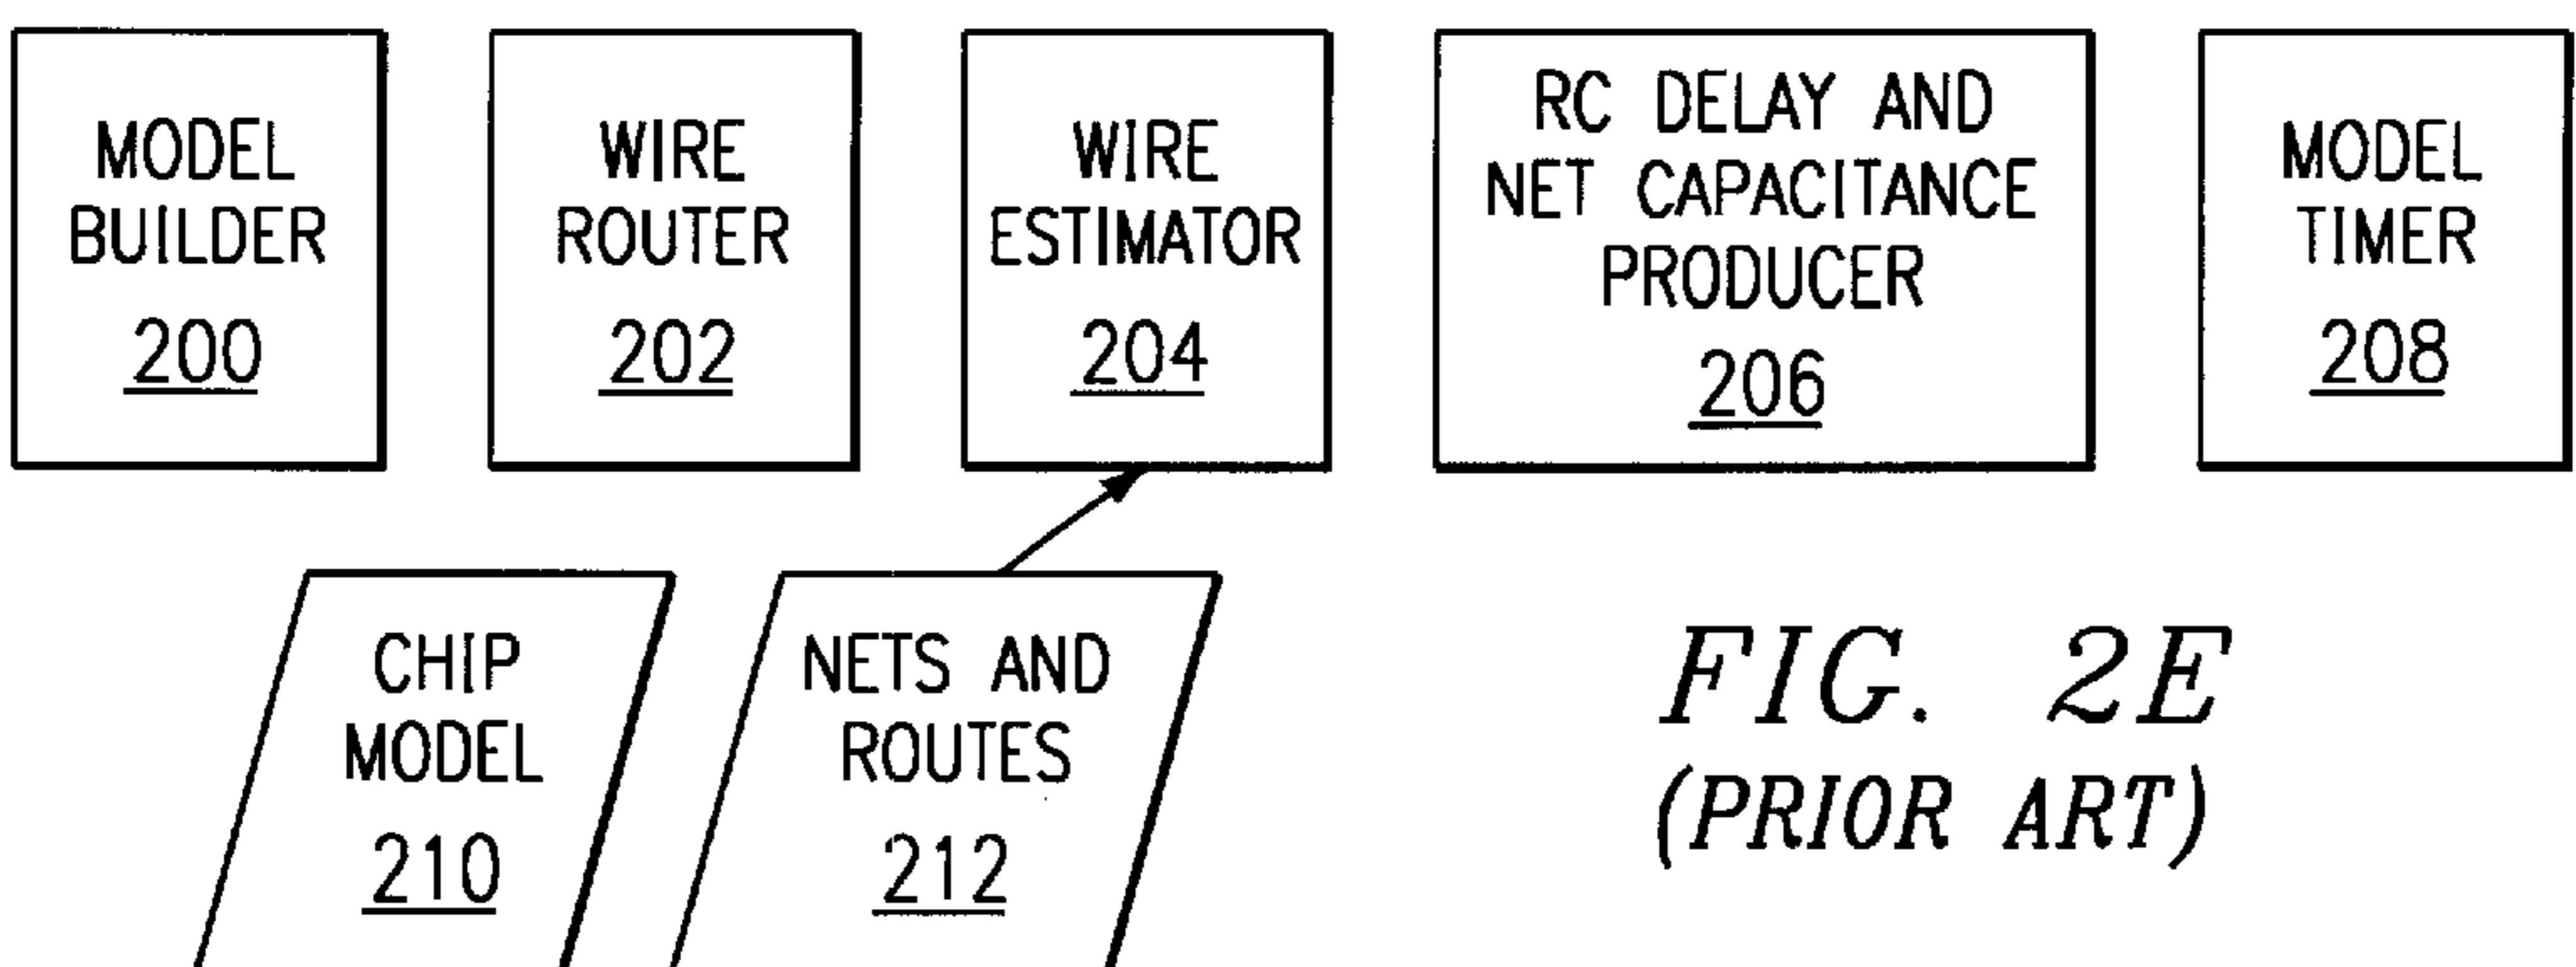 MODEL
BUILDER
200
WIRE
ROUTER
202
WIRE
ESTIMATOR
204
RC DELAY AND
NET CAPACITANCE
PRODUCER
206
MODEL
TIMER
208
CHIP
MODEL
210
NETS AND
ROUTES
212
FIG. 2E
(PRIOR ART)